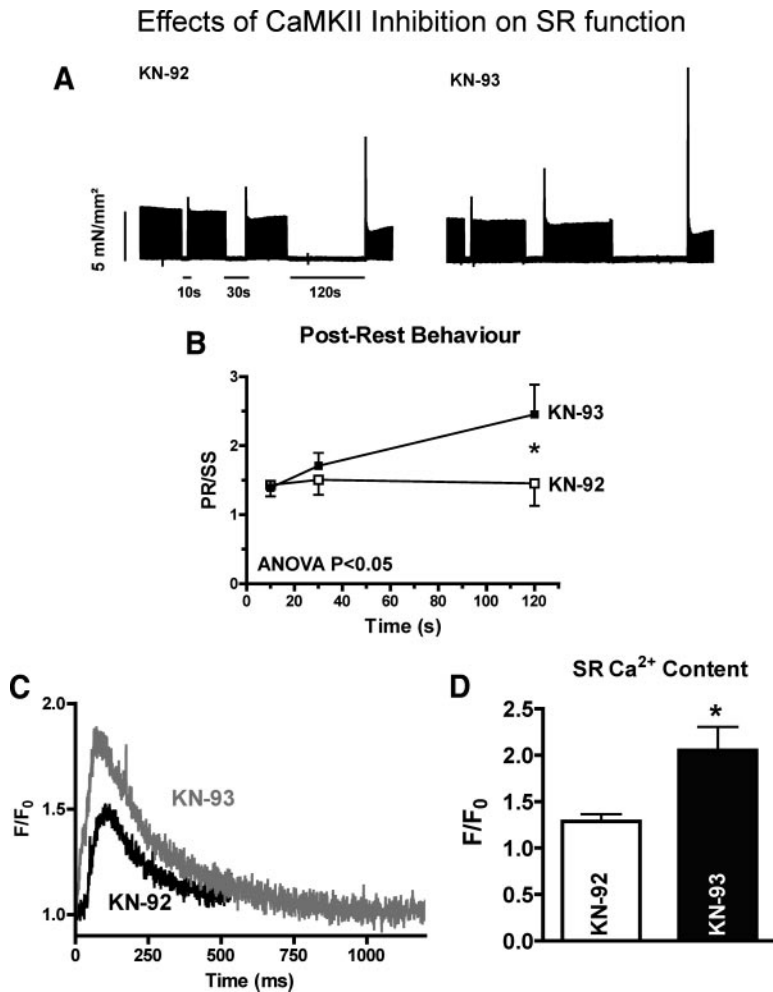 Effects of CaMKII Inhibition on SR function
A
KN-92
KN-93
5 mN/mm²
10s
30s
120s
B
Post-Rest Behaviour
3
2
1
0
PR/SS
KN-93
*
KN-92
ANOVA P<0.05
0 20 40 60 80 100 120
Time (s)
C
2.0
1.5
1.0
F/F₀
KN-93
KN-92
0 250 500 750 1000
Time (ms)
D
SR Ca²⁺ Content
2.5
2.0
1.5
1.0
0.5
0.0
F/F₀
*
KN-92
KN-93